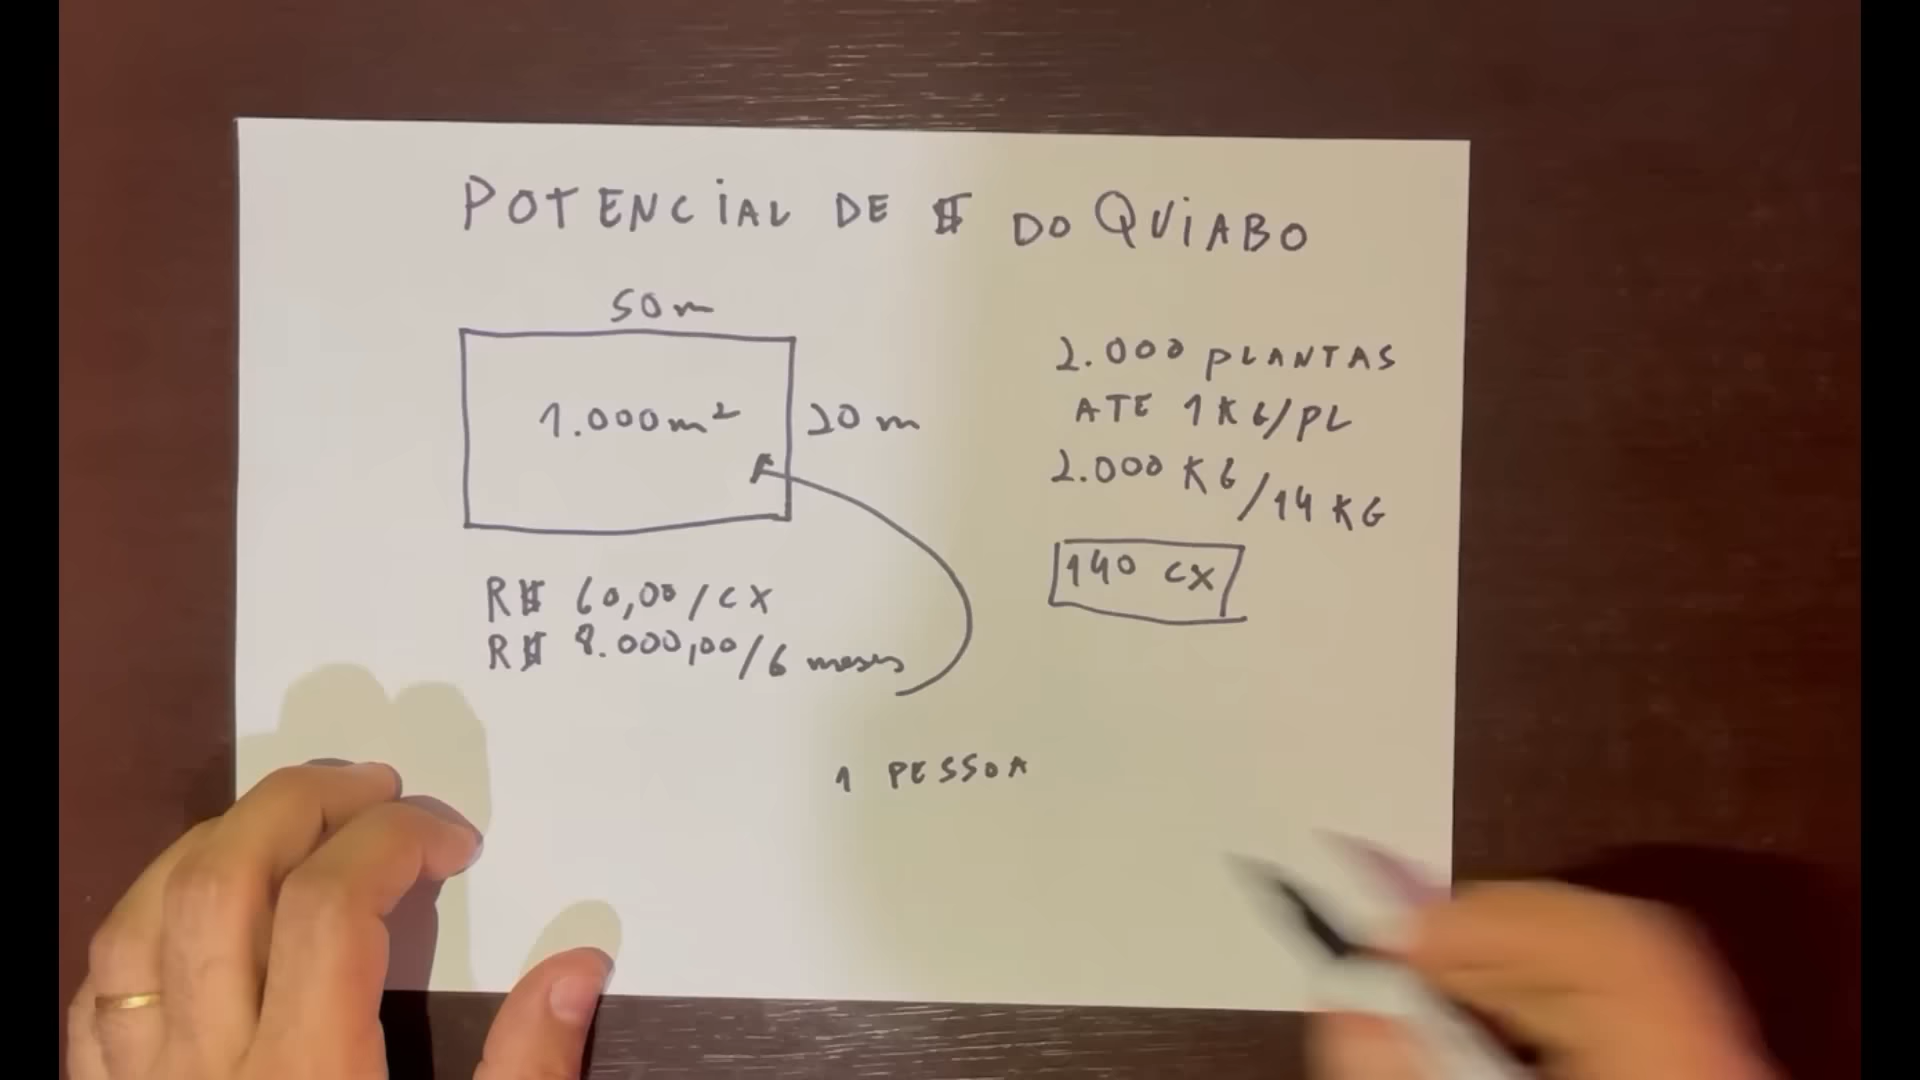 POTENCIAL DE $ DO QUIABO
50m
1.000m²
20m
R$ 60,00/CX
R$ 8.000,00/6 meses
2.000 PLANTAS
ATE 1KG/PL
2.000 KG/14 KG
140 CX
1 PESSOA